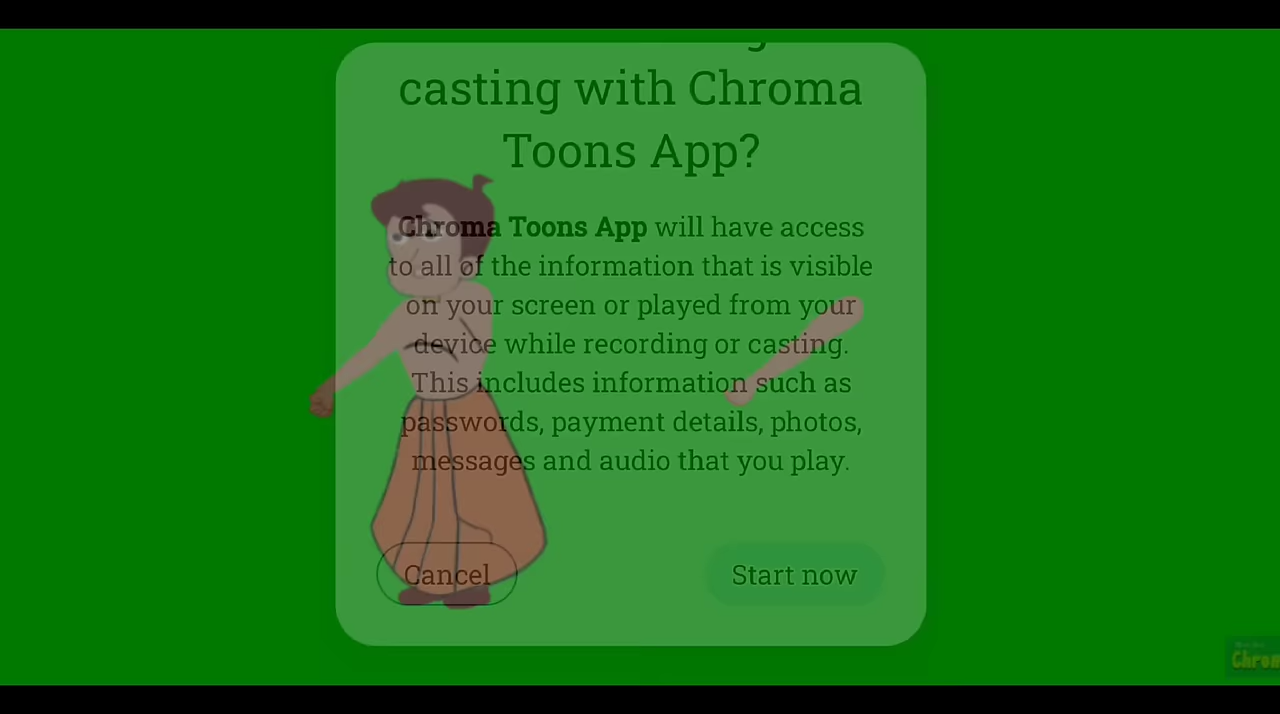 casting with Chroma
Toons App?
Chroma Toons App will have access
to all of the information that is visible
on your screen or played from your
device while recording or casting.
This includes information such as
passwords, payment details, photos,
messages and audio that you play.
Cancel
Start now
Chrom